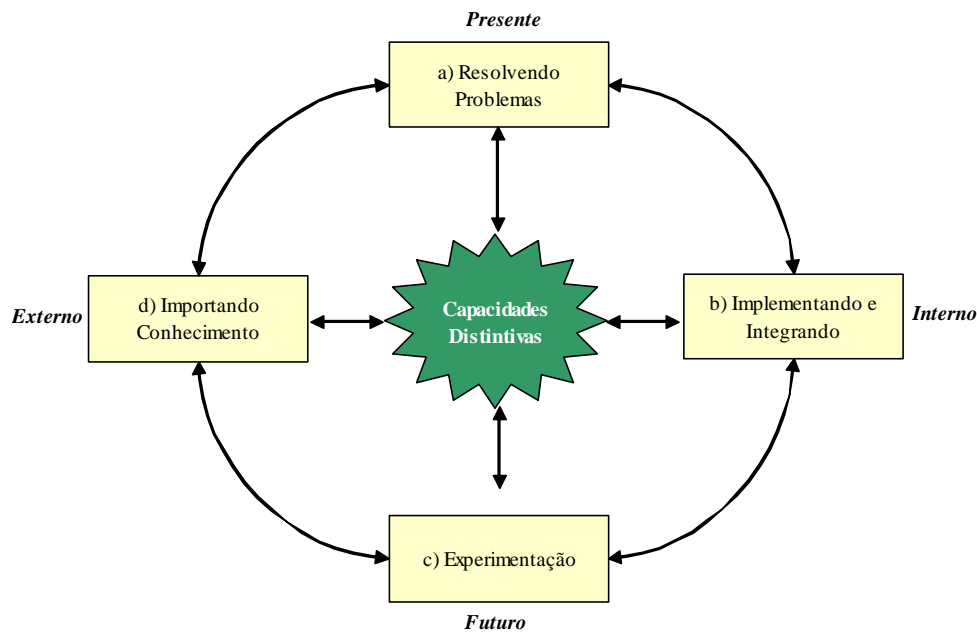 Presente
a) Resolvendo
Problemas
Externo
d) Importando
Conhecimento
Capacidades
Distintivas
b) Implementando e
Integrando
Interno
c) Experimentação
Futuro